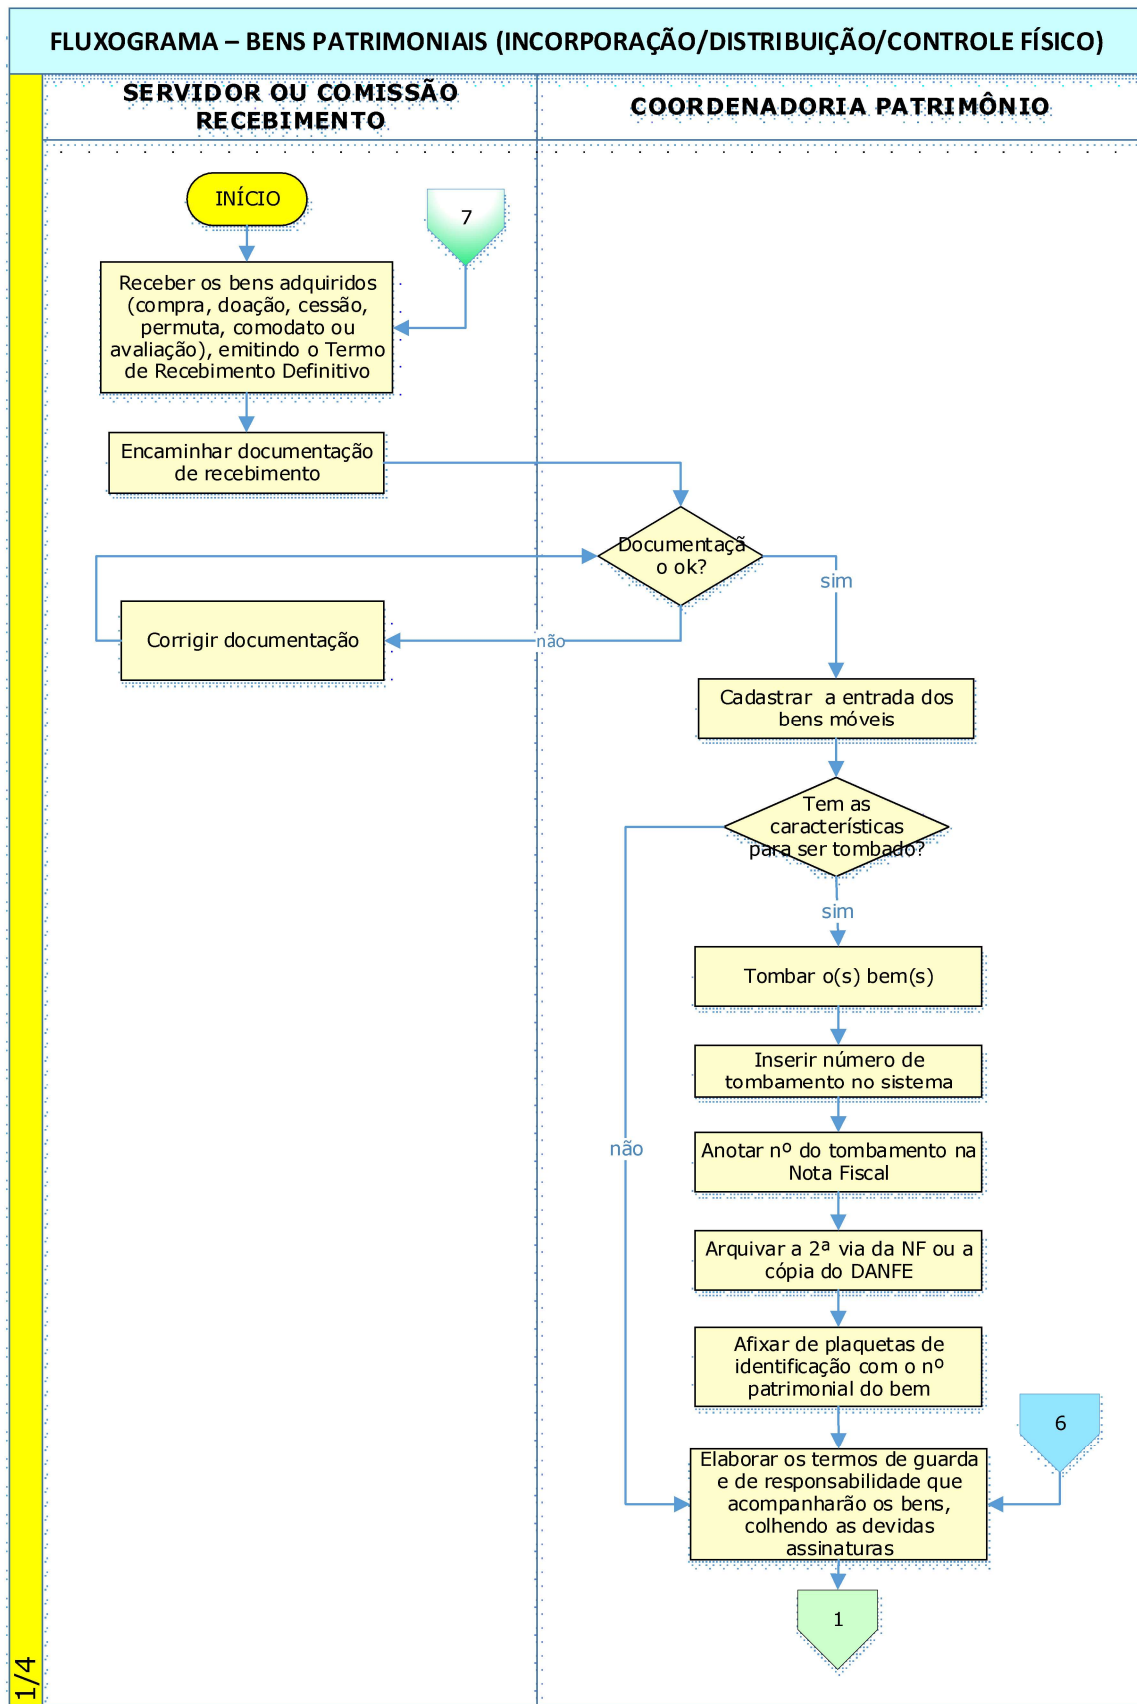 FLUXOGRAMA – BENS PATRIMONIAIS (INCORPORAÇÃO/DISTRIBUIÇÃO/CONTROLE FÍSICO)
SERVIDOR OU COMISSÃO
RECEBIMENTO
COORDENADORIA PATRIMÔNIO
INÍCIO
7
Receber os bens adquiridos
(compra, doação, cessão,
permuta, comodato ou
avaliação), emitindo o Termo
de Recebimento Definitivo
Encaminhar documentação
de recebimento
Documentaçã
o ok?
sim
Corrigir documentação
não
Cadastrar  a entrada dos
bens móveis
Tem as
características
para ser tombado?
sim
Tombar o(s) bem(s)
Inserir número de
tombamento no sistema
não
Anotar nº do tombamento na
Nota Fiscal
Arquivar a 2ª via da NF ou a
cópia do DANFE
Afixar de plaquetas de
identificação com o nº
patrimonial do bem
6
Elaborar os termos de guarda
e de responsabilidade que
acompanharão os bens,
colhendo as devidas
assinaturas
1
1/4